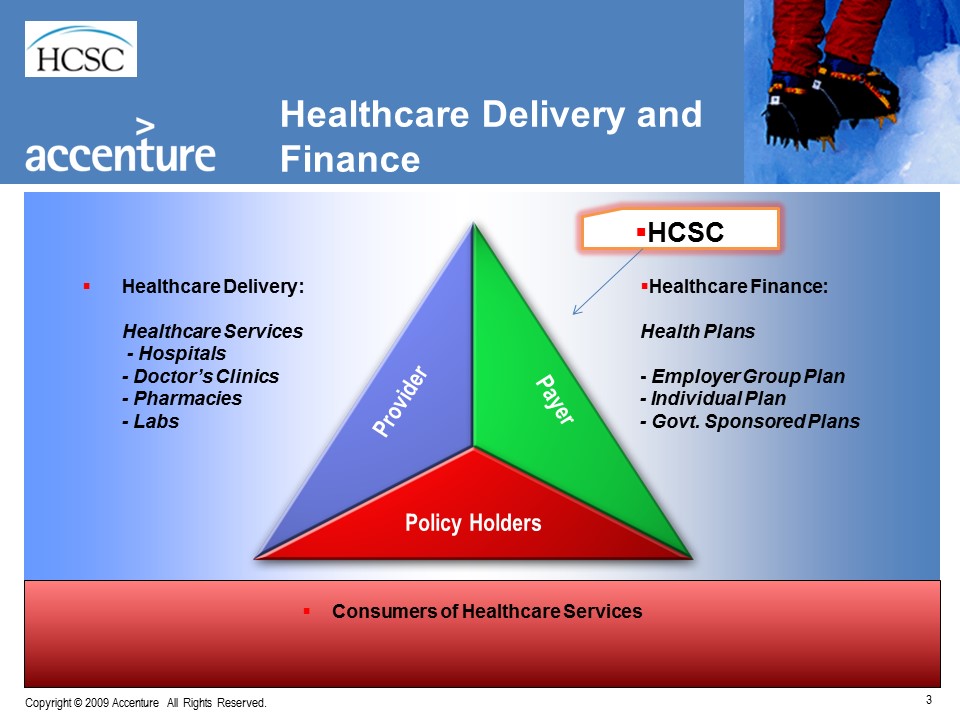 HCSC
>
accenture
Healthcare Delivery and
Finance
▪HCSC
▪ Healthcare Delivery:
Healthcare Services
- Hospitals
- Doctor’s Clinics
- Pharmacies
- Labs
▪Healthcare Finance:
Health Plans
- Employer Group Plan
- Individual Plan
- Govt. Sponsored Plans
Provider
Payer
Policy Holders
▪ Consumers of Healthcare Services
Copyright © 2009 Accenture All Rights Reserved.
3